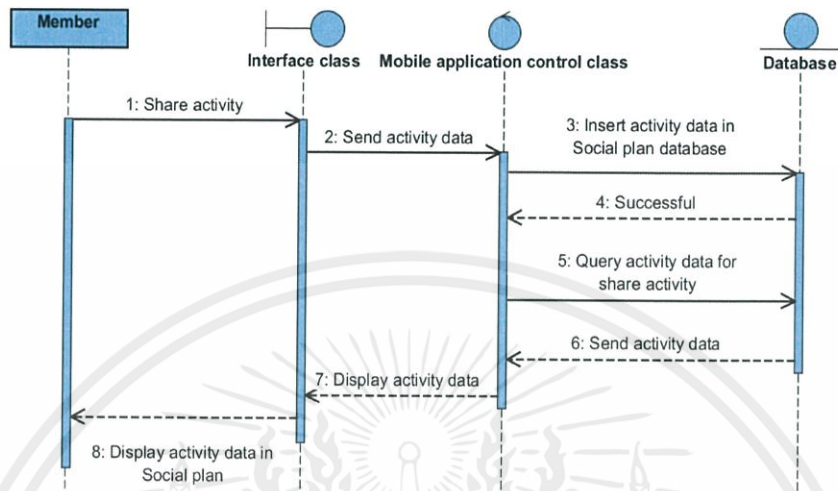 Member
Interface class
Mobile application control class
Database
1: Share activity
2: Send activity data
3: Insert activity data in
Social plan database
4: Successful
5: Query activity data for
share activity
6: Send activity data
7: Display activity data
8: Display activity data in
Social plan